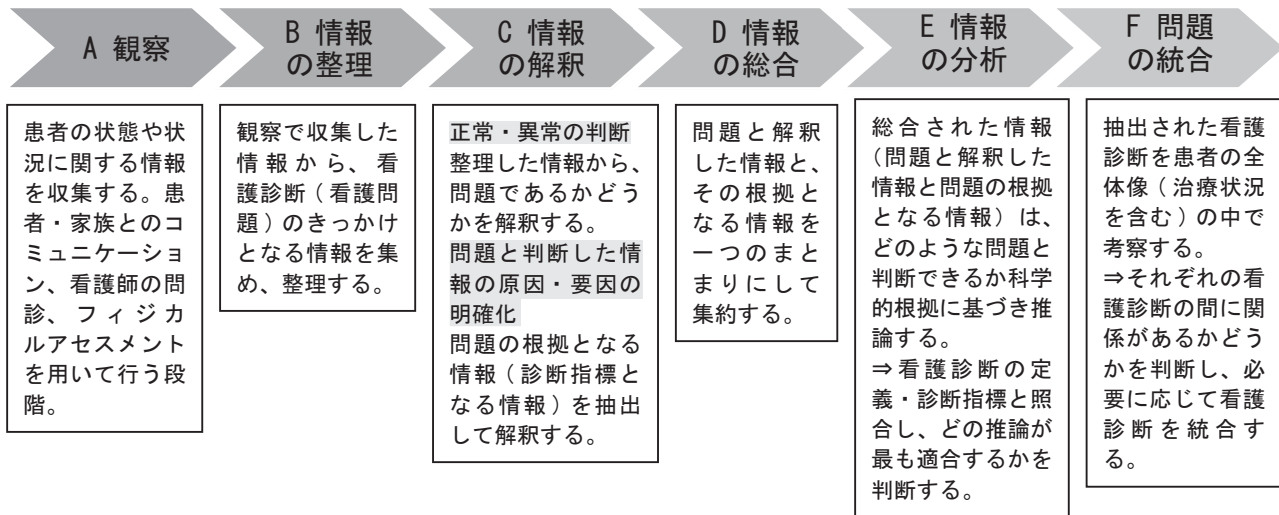 A 観察
患者の状態や状
況に関する情報
を収集する。患
者・家族とのコ
ミュニケーショ
ン、看護師の問
診、フィジカ
ルアセスメント
を用いて行う段
階。
B 情報
の整理
観察で収集した
情報から、看
護診断(看護問
題)のきっかけ
となる情報を集
め、整理する。
C 情報
の解釈
正常・異常の判断
整理した情報から、
問題であるかどう
かを解釈する。
問題と判断した情
報の原因・要因の
明確化
問題の根拠となる
情報(診断指標と
なる情報)を抽出
して解釈する。
D 情報
の総合
問題と解釈
した情報と、
その根拠と
なる情報を
一つのまと
まりにして
集約する。
E 情報
の分析
総合された情報
(問題と解釈した
情報と問題の根拠
となる情報)は、
どのような問題と
判断できるか科学
的根拠に基づき推
論する。
⇒看護診断の定
義・診断指標と照
合し、どの推論が
最も適合するかを
判断する。
F 問題
の統合
抽出された看護
診断を患者の全
体像(治療状況
を含む)の中で
考察する。
⇒それぞれの看
護診断の間に関
係があるかどう
かを判断し、必
要に応じて看護
診断を統合す
る。